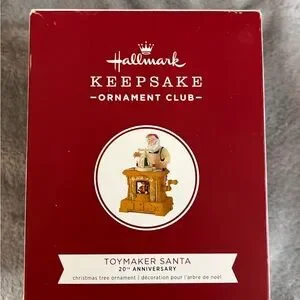 Hallmark
KEEPSAKE
—ORNAMENT CLUB—
TOYMAKER SANTA
20TH ANNIVERSARY
christmas tree ornament / décoration pour l'arbre de noël